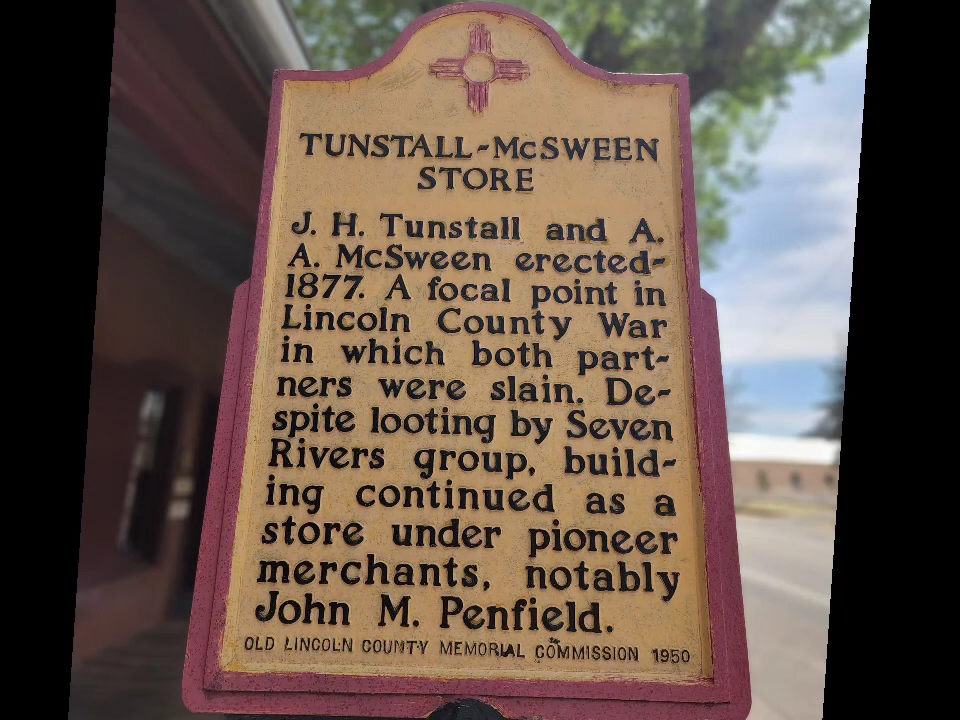 TUNSTALL-McSWEEN
STORE
J. H. Tunstall and A.
A. McSween erected-
1877. A focal point in
Lincoln County War
in which both part-
ners were slain. De-
spite looting by Seven
Rivers group, build-
ing continued as a
store under pioneer
merchants, notably
John M. Penfield.
OLD LINCOLN COUNTY MEMORIAL COMMISSION 1950